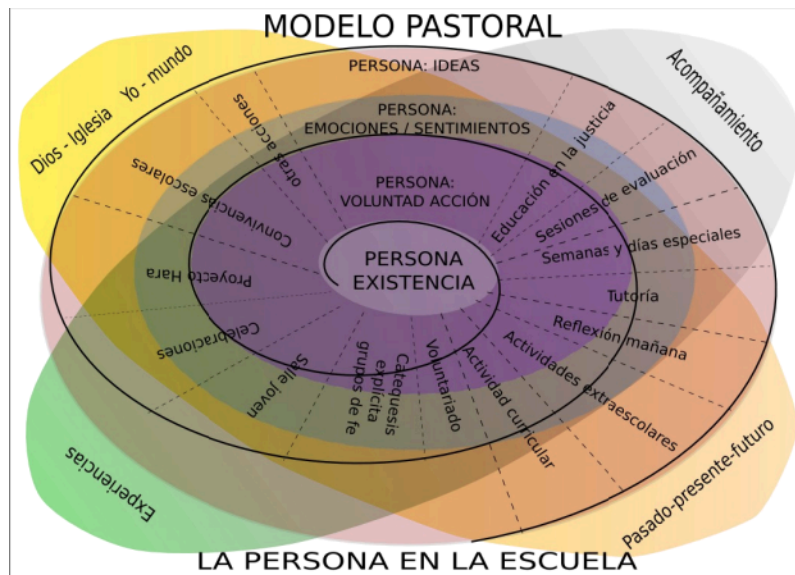 MODELO PASTORAL
PERSONA: IDEAS
PERSONA:
EMOCIONES / SENTIMIENTOS
PERSONA:
VOLUNTAD ACCIÓN
PERSONA
EXISTENCIA
Dios - Iglesia Yo - mundo
Acompañamiento
otras acciones
Educación en la justicia
Sesiones de evaluación
Semanas y días especiales
Tutoría
Reflexión mañana
Actividades extraescolares
Actividad curricular
Voluntariado
Catequesis
explícita
grupos de fe
Salle joven
Celebraciones
Proyecto Hara
Convivencias escolares
Experiencias
Pasado-presente-futuro
LA PERSONA EN LA ESCUELA